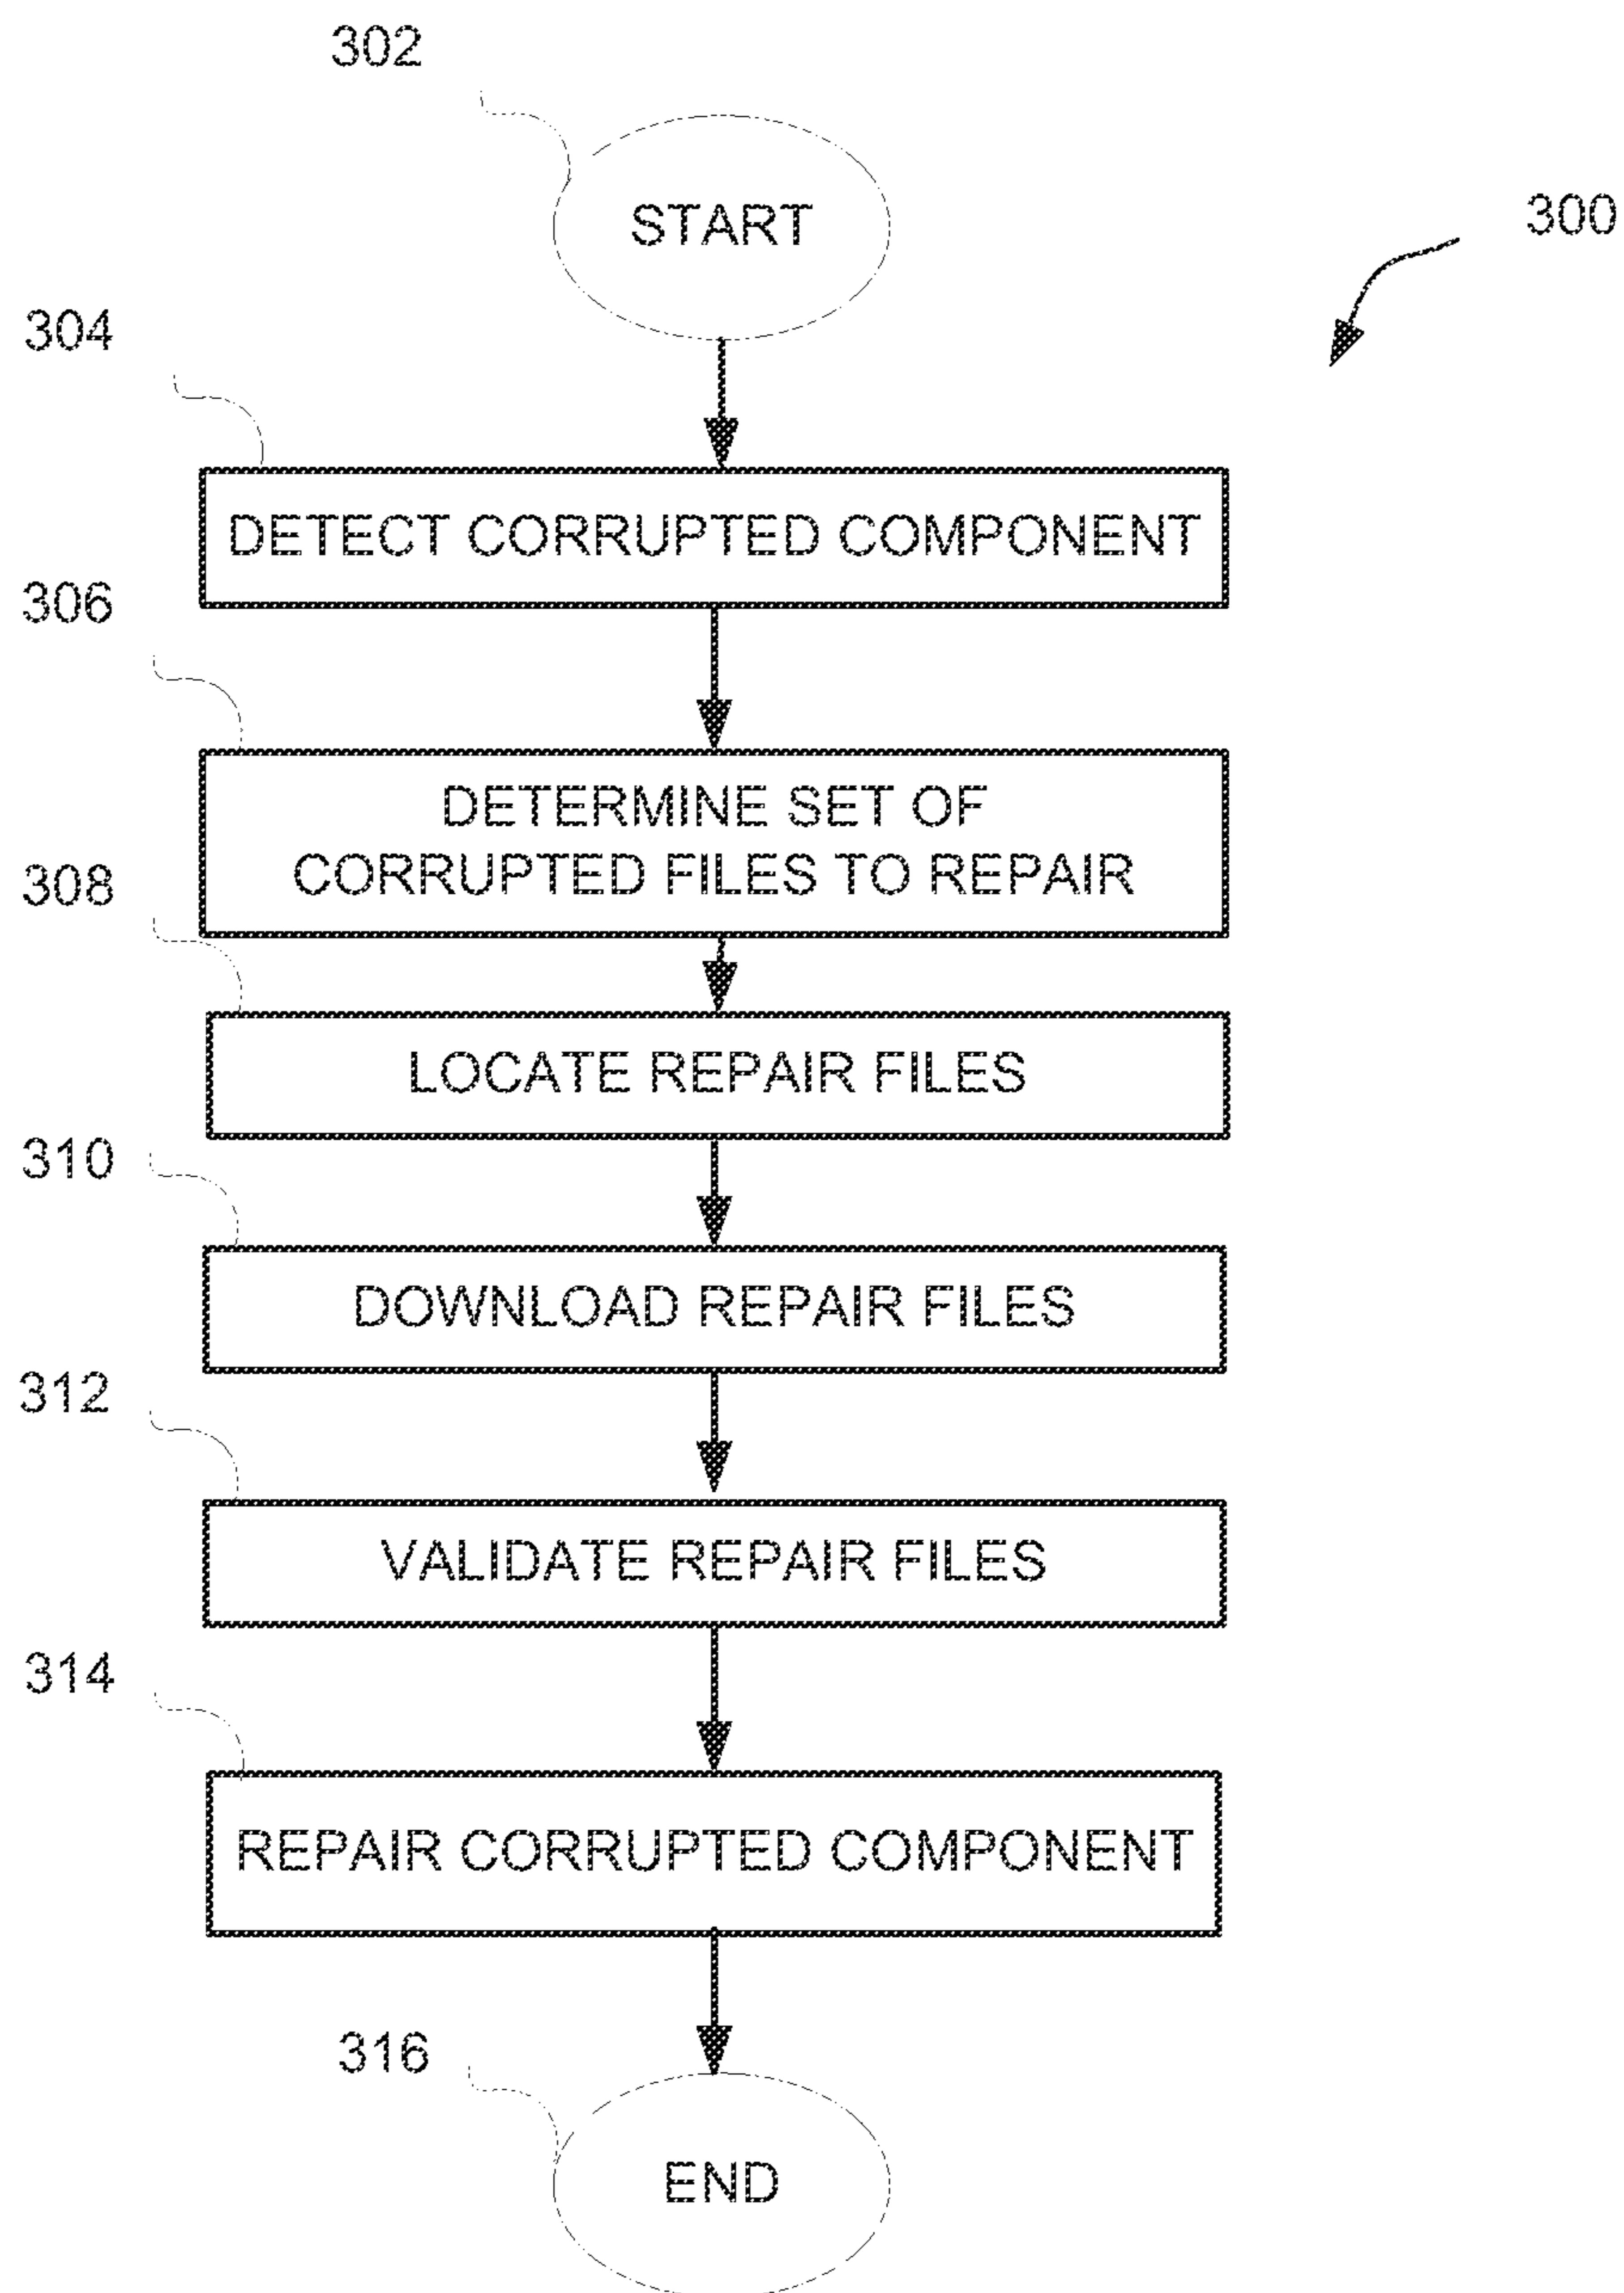 302
START
300
304
DETECT CORRUPTED COMPONENT
306
DETERMINE SET OF
CORRUPTED FILES TO REPAIR
308
LOCATE REPAIR FILES
310
DOWNLOAD REPAIR FILES
312
VALIDATE REPAIR FILES
314
REPAIR CORRUPTED COMPONENT
316
END